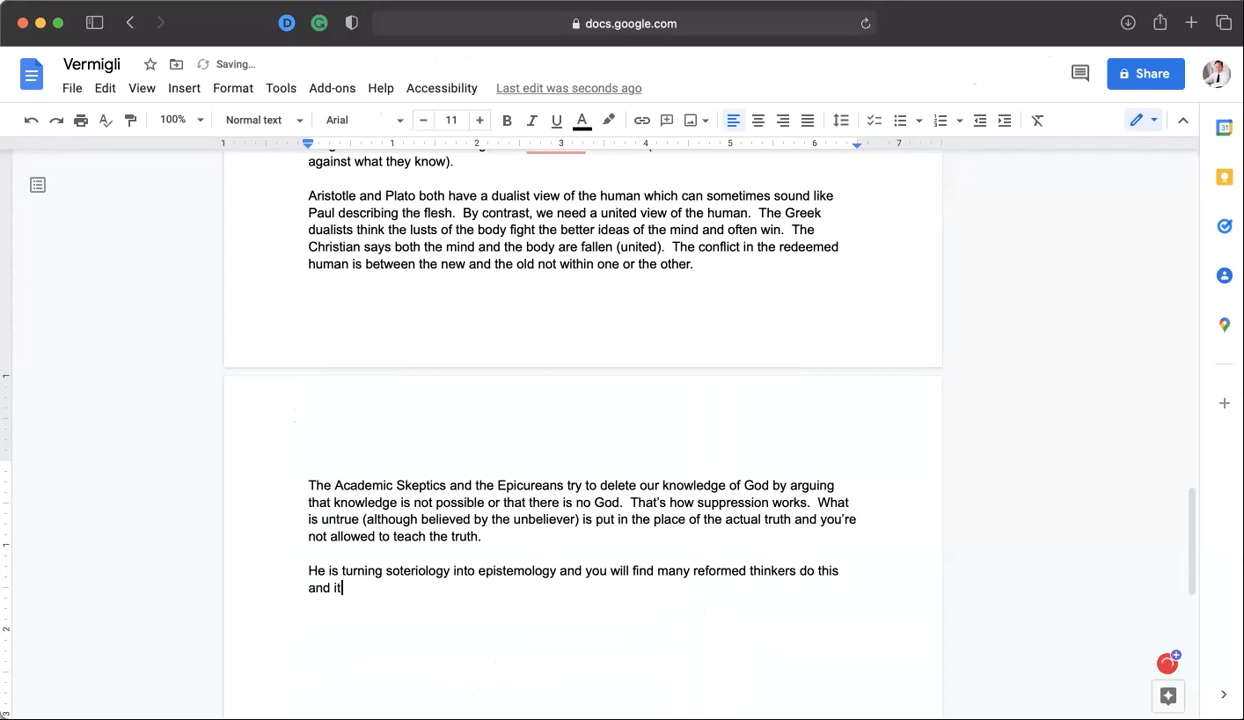 docs.google.com
Vermigli
Saving…
Share
File Edit View Insert Format Tools Add-ons Help Accessibility Last edit was seconds ago
100% Normal text Arial 11
1 1 2 3 4 5 6 7
against what they know).
Aristotle and Plato both have a dualist view of the human which can sometimes sound like
Paul describing the flesh.  By contrast, we need a united view of the human.  The Greek
dualists think the lusts of the body fight the better ideas of the mind and often win.  The
Christian says both the mind and the body are fallen (united).  The conflict in the redeemed
human is between the new and the old not within one or the other.
The Academic Skeptics and the Epicureans try to delete our knowledge of God by arguing
that knowledge is not possible or that there is no God.  That's how suppression works.  What
is untrue (although believed by the unbeliever) is put in the place of the actual truth and you're
not allowed to teach the truth.
He is turning soteriology into epistemology and you will find many reformed thinkers do this
and it